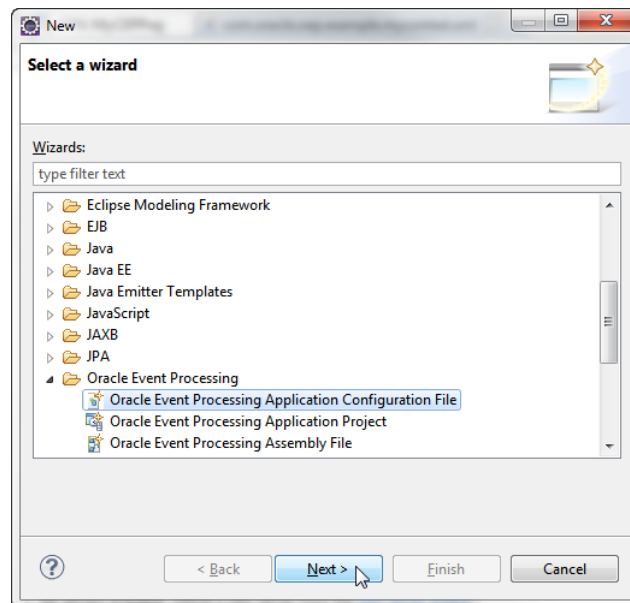 New
Select a wizard
Wizards:
type filter text
Eclipse Modeling Framework
EJB
Java
Java EE
Java Emitter Templates
JavaScript
JAXB
JPA
Oracle Event Processing
Oracle Event Processing Application Configuration File
Oracle Event Processing Application Project
Oracle Event Processing Assembly File
? < Back Next > Finish Cancel